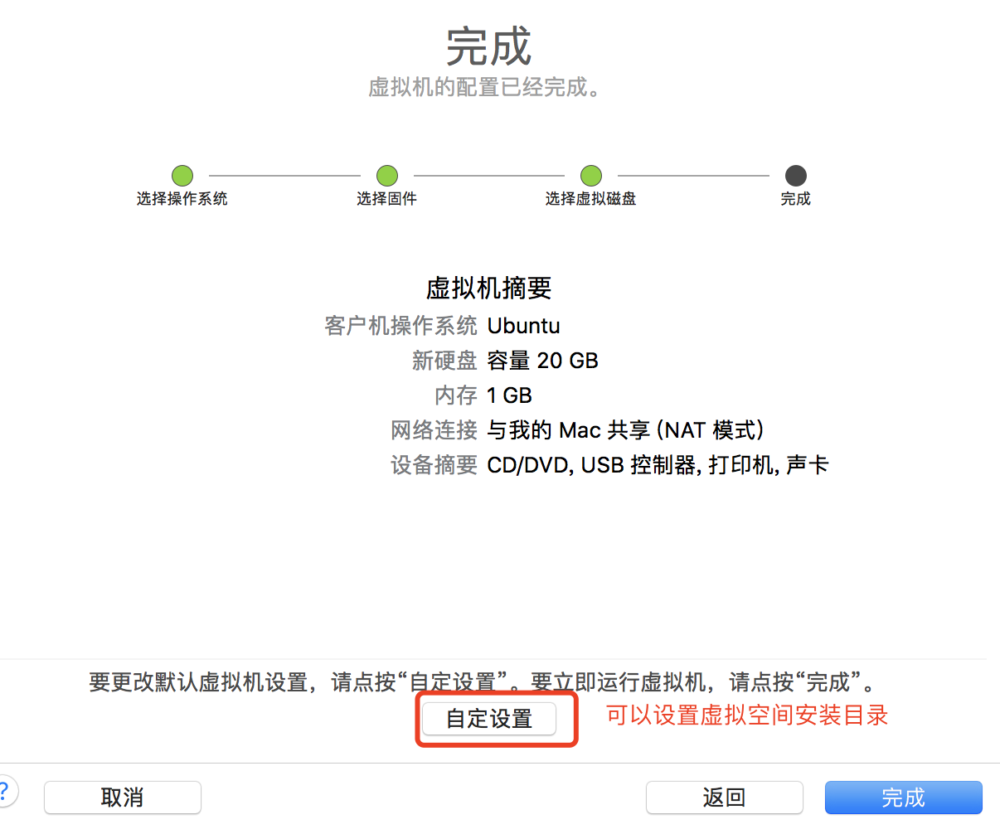 完成
虚拟机的配置已经完成。
选择操作系统 选择固件 选择虚拟磁盘 完成
虚拟机摘要
客户机操作系统 Ubuntu
新硬盘 容量 20 GB
内存 1 GB
网络连接 与我的 Mac 共享 (NAT 模式)
设备摘要 CD/DVD, USB 控制器, 打印机, 声卡
要更改默认虚拟机设置，请点按“自定设置”。要立即运行虚拟机，请点按“完成”。
自定设置 可以设置虚拟空间安装目录
? 取消 返回 完成